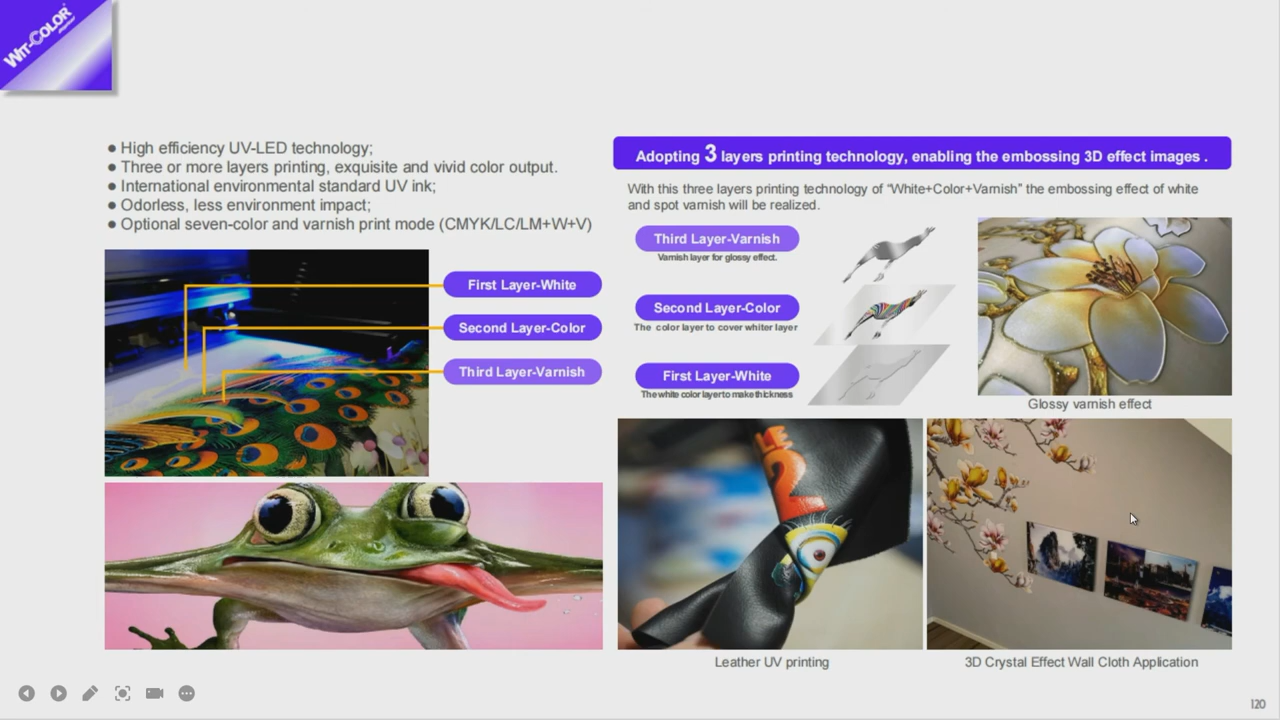 WIT-COLOR
● High efficiency UV-LED technology;
● Three or more layers printing, exquisite and vivid color output.
● International environmental standard UV ink;
● Odorless, less environment impact;
● Optional seven-color and varnish print mode (CMYK/LC/LM+W+V)
First Layer-White
Second Layer-Color
Third Layer-Varnish
Adopting 3 layers printing technology, enabling the embossing 3D effect images .
With this three layers printing technology of “White+Color+Varnish” the embossing effect of white
and spot varnish will be realized.
Third Layer-Varnish
Varnish layer for glossy effect.
Second Layer-Color
The color layer to cover whiter layer
First Layer-White
The white color layer to make thickness
Glossy varnish effect
Leather UV printing
3D Crystal Effect Wall Cloth Application
120